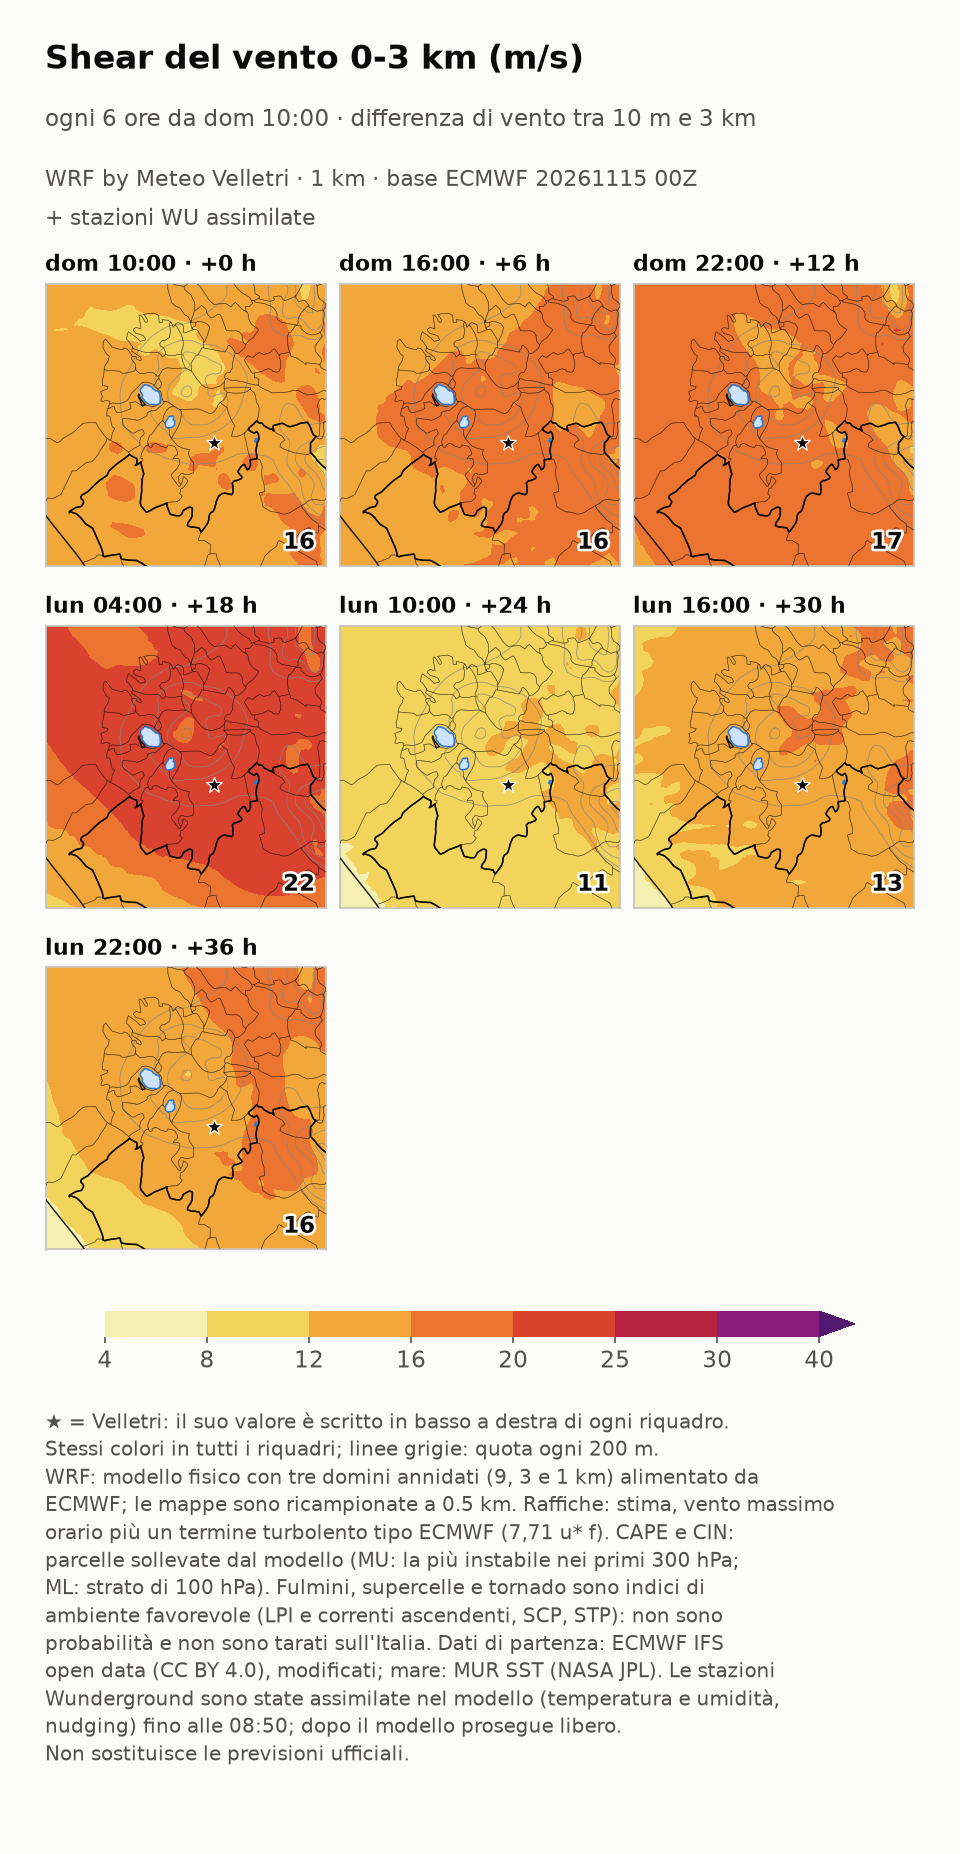 Shear del vento 0-3 km (m/s)
ogni 6 ore da dom 10:00 · differenza di vento tra 10 m e 3 km
WRF by Meteo Velletri · 1 km · base ECMWF 20261115 00Z
+ stazioni WU assimilate
dom 10:00 · +0 h
dom 16:00 · +6 h
dom 22:00 · +12 h
16
16
17
lun 04:00 · +18 h
lun 10:00 · +24 h
lun 16:00 · +30 h
22
11
13
lun 22:00 · +36 h
16
4 8 12 16 20 25 30 40
★ = Velletri: il suo valore è scritto in basso a destra di ogni riquadro.
Stessi colori in tutti i riquadri; linee grigie: quota ogni 200 m.
WRF: modello fisico con tre domini annidati (9, 3 e 1 km) alimentato da
ECMWF; le mappe sono ricampionate a 0.5 km. Raffiche: stima, vento massimo
orario più un termine turbolento tipo ECMWF (7,71 u* f). CAPE e CIN:
parcelle sollevate dal modello (MU: la più instabile nei primi 300 hPa;
ML: strato di 100 hPa). Fulmini, supercelle e tornado sono indici di
ambiente favorevole (LPI e correnti ascendenti, SCP, STP): non sono
probabilità e non sono tarati sull'Italia. Dati di partenza: ECMWF IFS
open data (CC BY 4.0), modificati; mare: MUR SST (NASA JPL). Le stazioni
Wunderground sono state assimilate nel modello (temperatura e umidità,
nudging) fino alle 08:50; dopo il modello prosegue libero.
Non sostituisce le previsioni ufficiali.